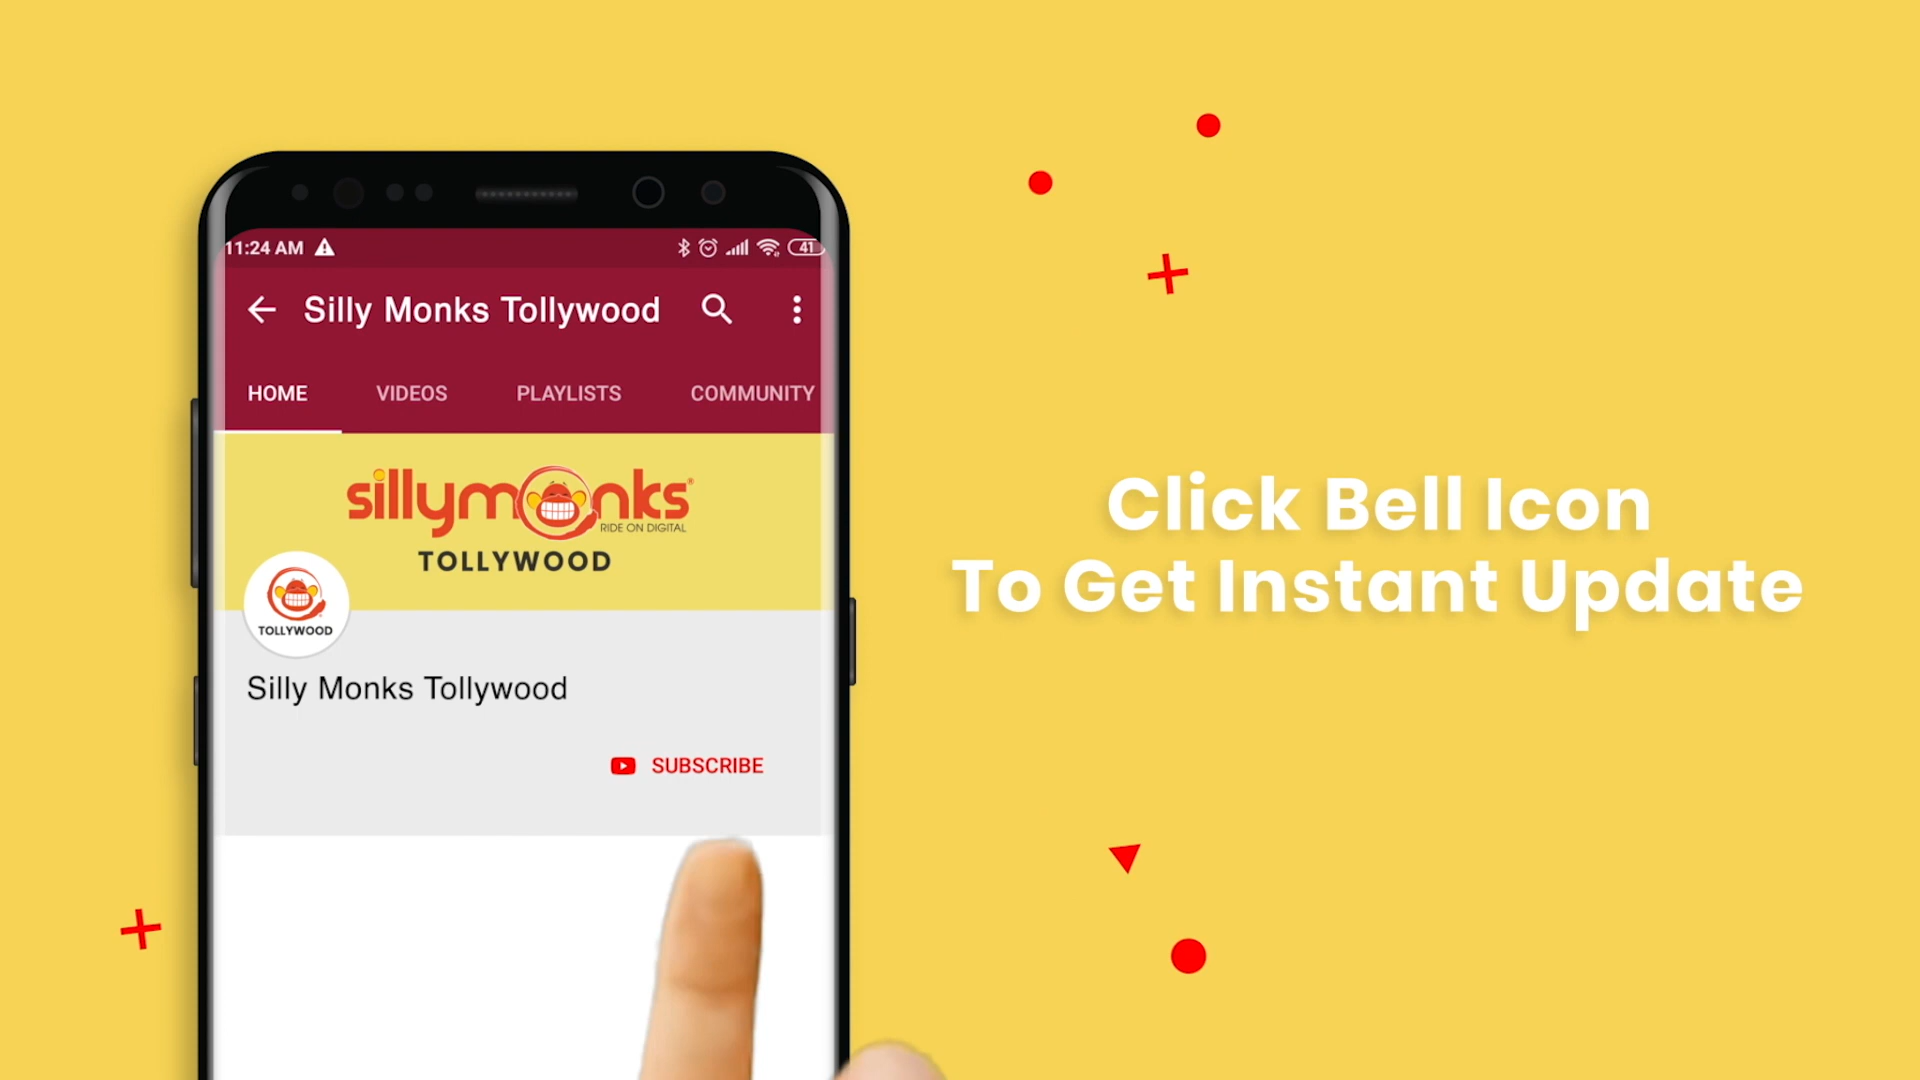 11:24 AM
41
Silly Monks Tollywood
HOME VIDEOS PLAYLISTS COMMUNITY
sillymonks®
RIDE ON DIGITAL
TOLLYWOOD
TOLLYWOOD
Silly Monks Tollywood
SUBSCRIBE
Click Bell Icon
To Get Instant Update